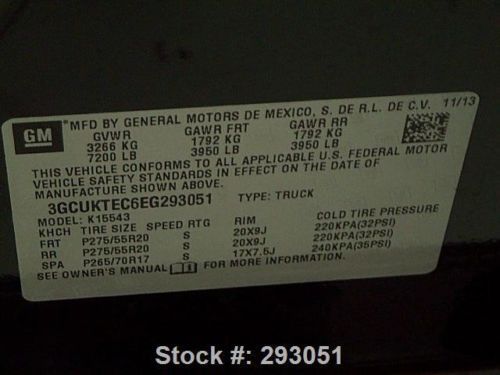 GM
*MFD BY GENERAL MOTORS DE MEXICO, S. DE R.L. DE C.V. 11/13
GVWR GAWR FRT GAWR RR
3266 KG 1792 KG 1792 KG
7200 LB 3950 LB 3950 LB
THIS VEHICLE CONFORMS TO ALL APPLICABLE U.S. FEDERAL MOTOR
VEHICLE SAFETY STANDARDS IN EFFECT ON THE DATE OF
MANUFACTURE SHOWN ABOVE.
3GCUKTEC6EG293051 TYPE: TRUCK
MODEL: K15543
KHCH TIRE SIZE SPEED RTG RIM COLD TIRE PRESSURE
FRT P275/55R20 S 20X9J 220KPA(32PSI)
RR P275/55R20 S 20X9J 220KPA(32PSI)
SPA P265/70R17 S 17X7.5J 240KPA(35PSI)
SEE OWNER'S MANUAL FOR MORE INFORMATION.
Stock #: 293051